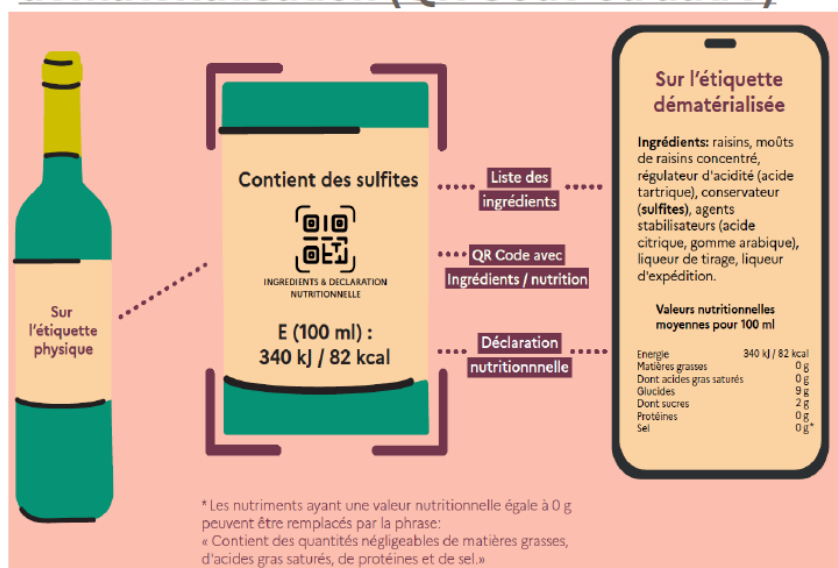 Sur
l'étiquette
physique
Contient des sulfites
INGREDIENTS & DECLARATION
NUTRITIONNELLE
E (100 ml) :
340 kJ / 82 kcal
Liste des
ingrédients
QR Code avec
Ingrédients / nutrition
Déclaration
nutritionnnelle
Sur l'étiquette
dématérialisée
Ingrédients: raisins, moûts
de raisins concentré,
régulateur d'acidité (acide
tartrique), conservateur
(sulfites), agents
stabilisateurs (acide
citrique, gomme arabique),
liqueur de tirage, liqueur
d'expédition.
Valeurs nutritionnelles
moyennes pour 100 ml
Energie 340 kJ / 82 kcal
Matières grasses 0 g
Dont acides gras saturés 0 g
Glucides 9 g
Dont sucres 2 g
Protéines 0 g
Sel 0 g*
* Les nutriments ayant une valeur nutritionnelle égale à 0 g
peuvent être remplacés par la phrase:
« Contient des quantités négligeables de matières grasses,
d'acides gras saturés, de protéines et de sel.»